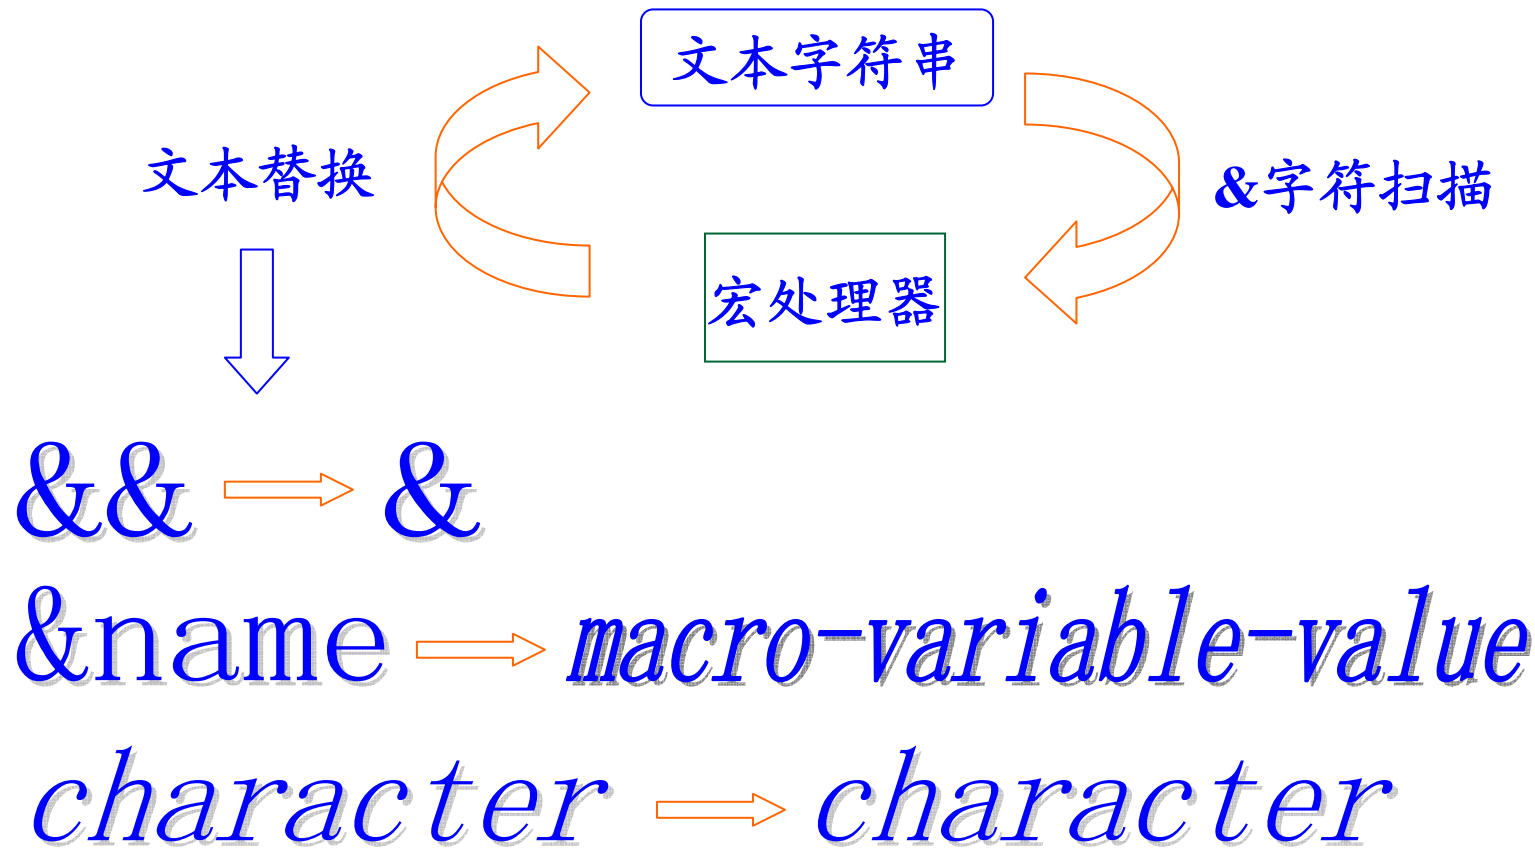 文本字符串
文本替换
&字符扫描
宏处理器
&& &
&name macro-variable-value
character character